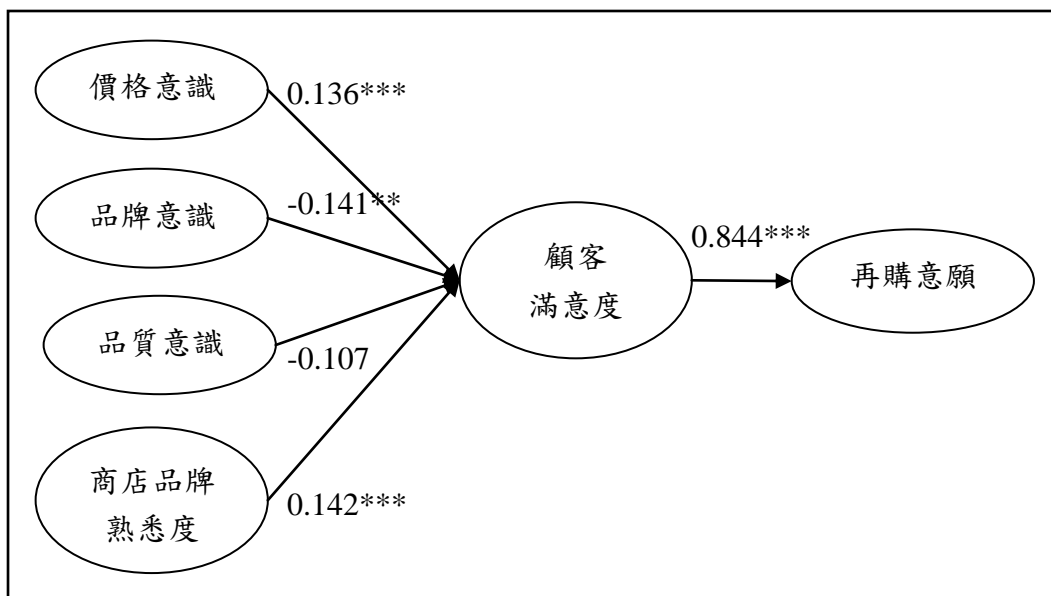 價格意識
0.136***
品牌意識
-0.141**
顧客
滿意度
0.844***
再購意願
品質意識
-0.107
商店品牌
熟悉度
0.142***